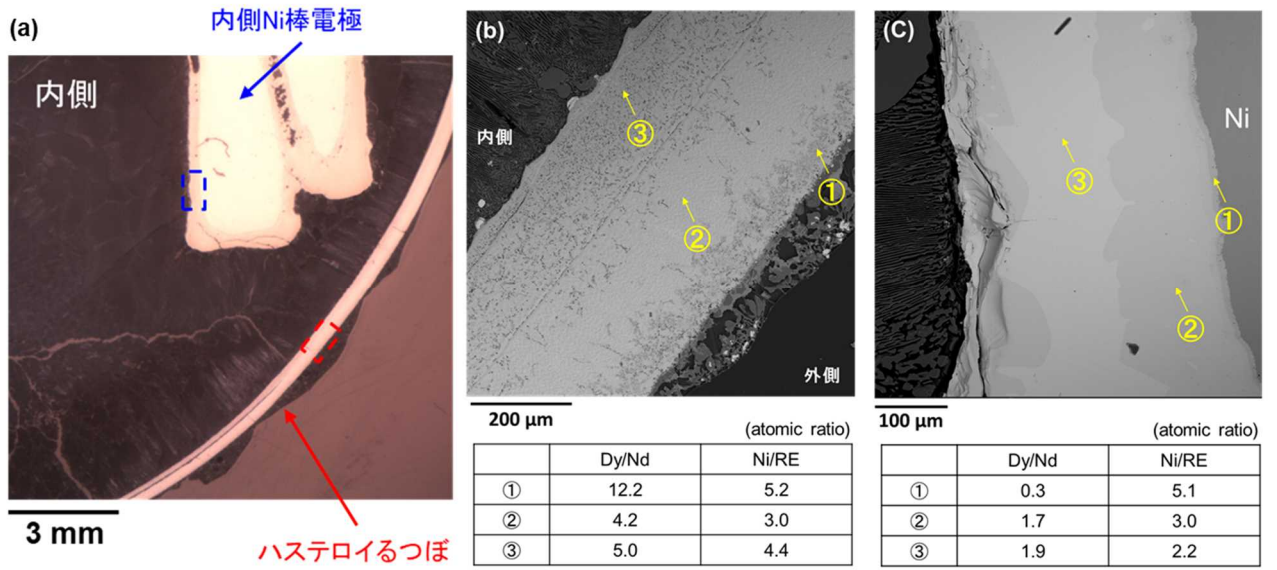 (a)
内側Ni棒電極
内側
3 mm
ハステロイるつぼ
(b)
内側
③
②
①
外側
200 μm
(atomic ratio)
Dy/Nd Ni/RE
① 12.2 5.2
② 4.2 3.0
③ 5.0 4.4
(C)
Ni
③
①
②
100 μm
(atomic ratio)
Dy/Nd Ni/RE
① 0.3 5.1
② 1.7 3.0
③ 1.9 2.2